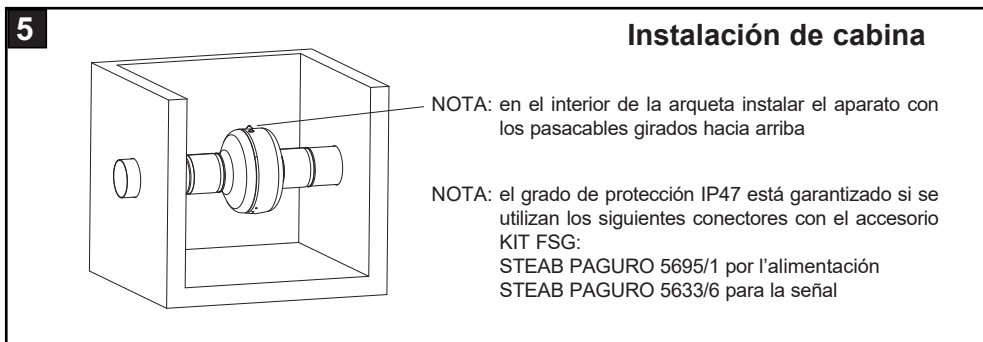 5
Instalación de cabina
NOTA: en el interior de la arqueta instalar el aparato con
los pasacables girados hacia arriba
NOTA: el grado de protección IP47 está garantizado si se
utilizan los siguientes conectores con el accesorio
KIT FSG:
STEAB PAGURO 5695/1 por l’alimentación
STEAB PAGURO 5633/6 para la señal